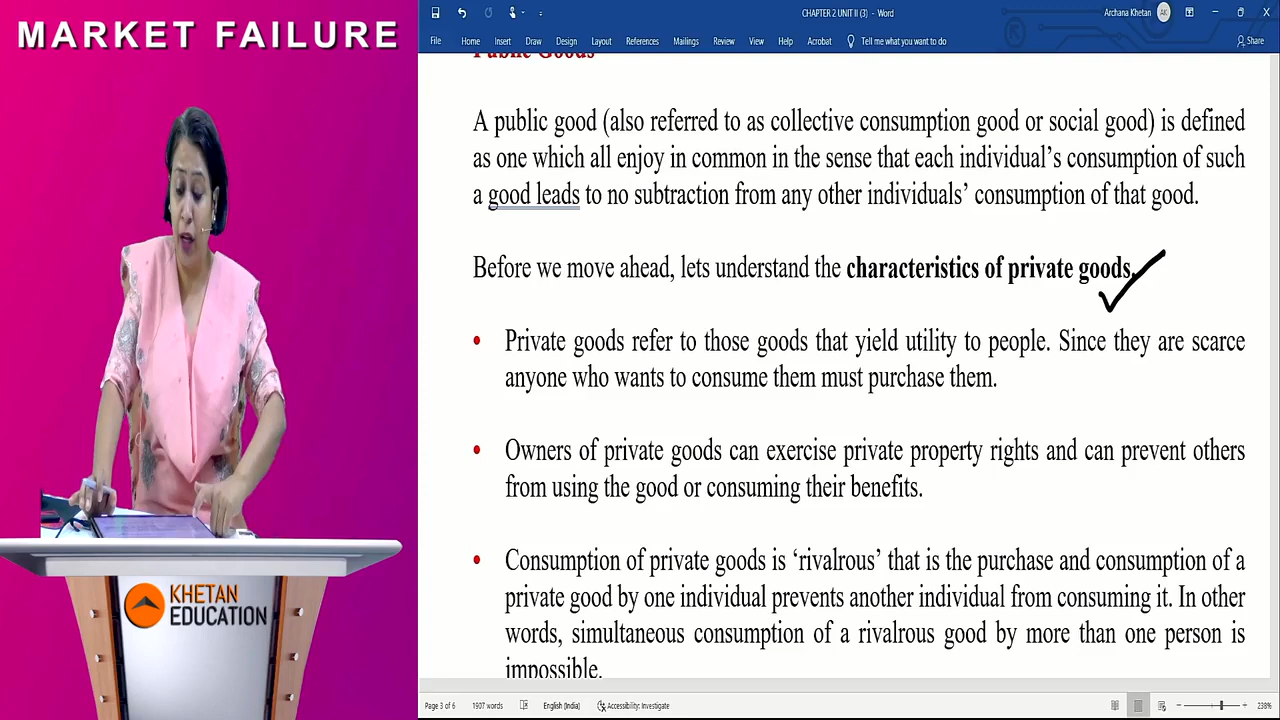 MARKET FAILURE
CHAPTER 2 UNIT II (3) - Word
Archana Khetan
AK
File Home Insert Draw Design Layout References Mailings Review View Help Acrobat Tell me what you want to do Share
Public Goods
A public good (also referred to as collective consumption good or social good) is defined
as one which all enjoy in common in the sense that each individual’s consumption of such
a good leads to no subtraction from any other individuals’ consumption of that good.
Before we move ahead, lets understand the characteristics of private goods.
• Private goods refer to those goods that yield utility to people. Since they are scarce
anyone who wants to consume them must purchase them.
• Owners of private goods can exercise private property rights and can prevent others
from using the good or consuming their benefits.
• Consumption of private goods is ‘rivalrous’ that is the purchase and consumption of a
private good by one individual prevents another individual from consuming it. In other
words, simultaneous consumption of a rivalrous good by more than one person is
impossible.
KHETAN
EDUCATION
Page 3 of 6 1907 words English (India) Accessibility: Investigate 238%